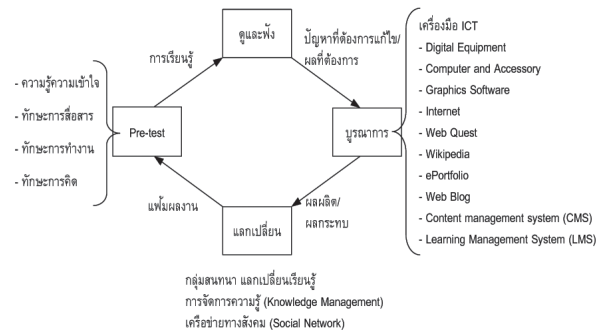 ดูและฟัง
การเรียนรู้
ปัญหาที่ต้องการแก้ไข/
ผลที่ต้องการ
- ความรู้ความเข้าใจ
- ทักษะการสื่อสาร
- ทักษะการทำงาน
- ทักษะการคิด
Pre-test
บูรณาการ
แฟ้มผลงาน
ผลผลิต/
ผลกระทบ
แลกเปลี่ยน
เครื่องมือ ICT
- Digital Equipment
- Computer and Accessory
- Graphics Software
- Internet
- Web Quest
- Wikipedia
- ePortfolio
- Web Blog
- Content management system (CMS)
- Learning Management System (LMS)
กลุ่มสนทนา แลกเปลี่ยนเรียนรู้
การจัดการความรู้ (Knowledge Management)
เครือข่ายทางสังคม (Social Network)